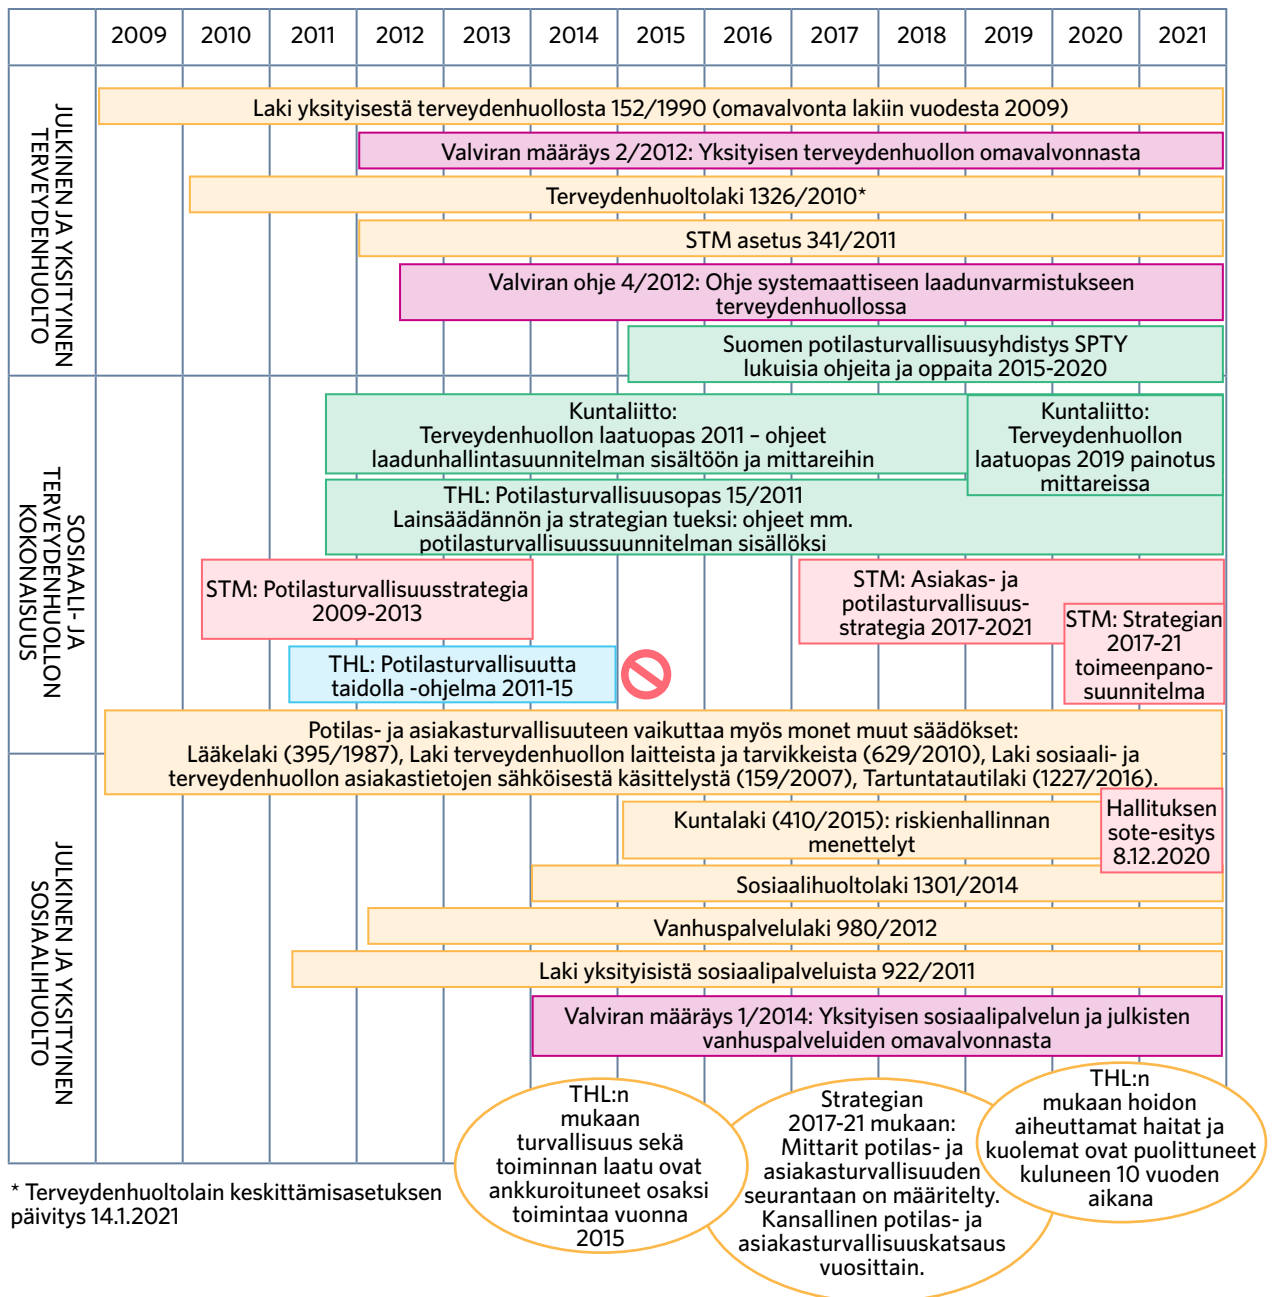 2009 2010 2011 2012 2013 2014 2015 2016 2017 2018 2019 2020 2021
JULKINEN JA YKSITYINEN
TERVEYDENHUOLTO
Laki yksityisestä terveydenhuollosta 152/1990 (omavalvonta lakiin vuodesta 2009)
Valviran määräys 2/2012: Yksityisen terveydenhuollon omavalvonnasta
Terveydenhuoltolaki 1326/2010*
STM asetus 341/2011
Valviran ohje 4/2012: Ohje systemaattiseen laadunvarmistukseen
terveydenhuollossa
Suomen potilasturvallisuusyhdistys SPTY
lukuisia ohjeita ja oppaita 2015-2020
SOSIAALI- JA
TERVEYDENHUOLLON
KOKONAISUUS
Kuntaliitto:
Terveydenhuollon laatuopas 2011 – ohjeet
laadunhallintasuunnitelman sisältöön ja mittareihin
Kuntaliitto:
Terveydenhuollon
laatuopas 2019 painotus
mittareissa
THL: Potilasturvallisuusopas 15/2011
Lainsäädännön ja strategian tueksi: ohjeet mm.
potilasturvallisuussuunnitelman sisällöksi
STM: Potilasturvallisuusstrategia
2009-2013
STM: Asiakas- ja
potilasturvallisuus-
strategia 2017-2021
STM: Strategian
2017-21
toimeenpano-
suunnitelma
THL: Potilasturvallisuutta
taidolla -ohjelma 2011-15
Potilas- ja asiakasturvallisuuteen vaikuttaa myös monet muut säädökset:
Lääkelaki (395/1987), Laki terveydenhuollon laitteista ja tarvikkeista (629/2010), Laki sosiaali- ja
terveydenhuollon asiakastietojen sähköisestä käsittelystä (159/2007), Tartuntatautilaki (1227/2016).
JULKINEN JA YKSITYINEN
SOSIAALIHUOLTO
Kuntalaki (410/2015): riskienhallinnan
menettelyt
Hallituksen
sote-esitys
8.12.2020
Sosiaalihuoltolaki 1301/2014
Vanhuspalvelulaki 980/2012
Laki yksityisistä sosiaalipalveluista 922/2011
Valviran määräys 1/2014: Yksityisen sosiaalipalvelun ja julkisten
vanhuspalveluiden omavalvonnasta
THL:n
mukaan
turvallisuus sekä
toiminnan laatu ovat
ankkuroituneet osaksi
toimintaa vuonna
2015
Strategian
2017-21 mukaan:
Mittarit potilas- ja
asiakasturvallisuuden
seurantaan on määritelty.
Kansallinen potilas- ja
asiakasturvallisuuskatsaus
vuosittain.
THL:n
mukaan hoidon
aiheuttamat haitat ja
kuolemat ovat puolittuneet
kuluneen 10 vuoden
aikana
* Terveydenhuoltolain keskittämisasetuksen
päivitys 14.1.2021